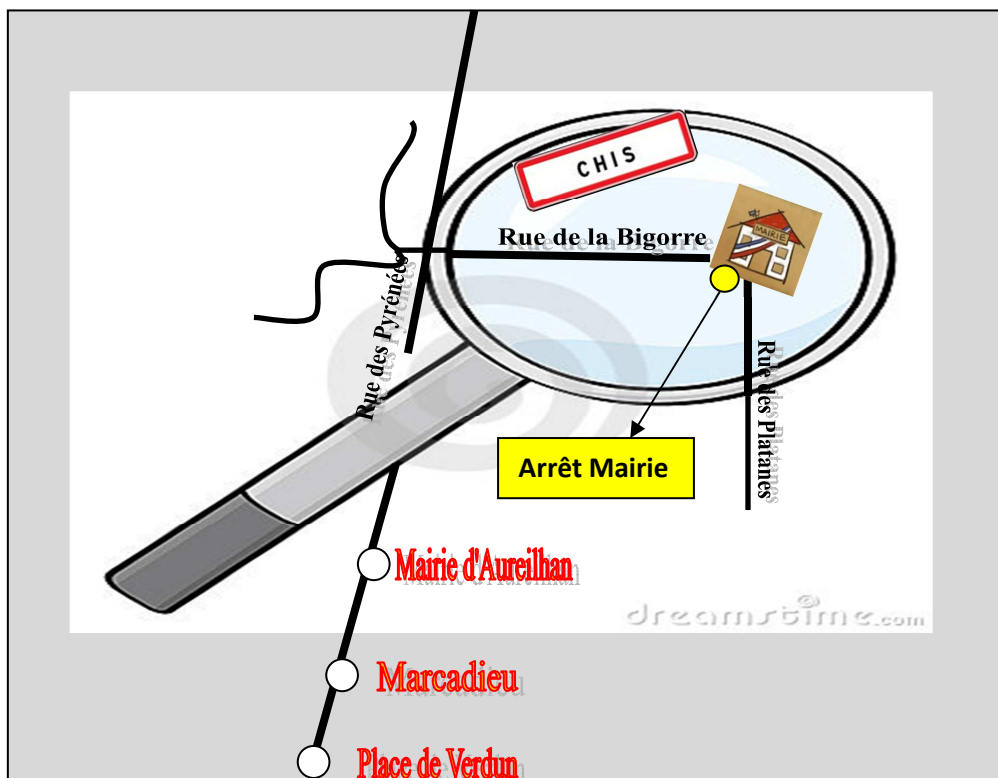 CHIS
MAIRIE
Rue de la Bigorre
Rue des Pyrénées
Rue des Platanes
Arrêt Mairie
Mairie d'Aureilhan
dreamstime.com
Marcadieu
Place de Verdun